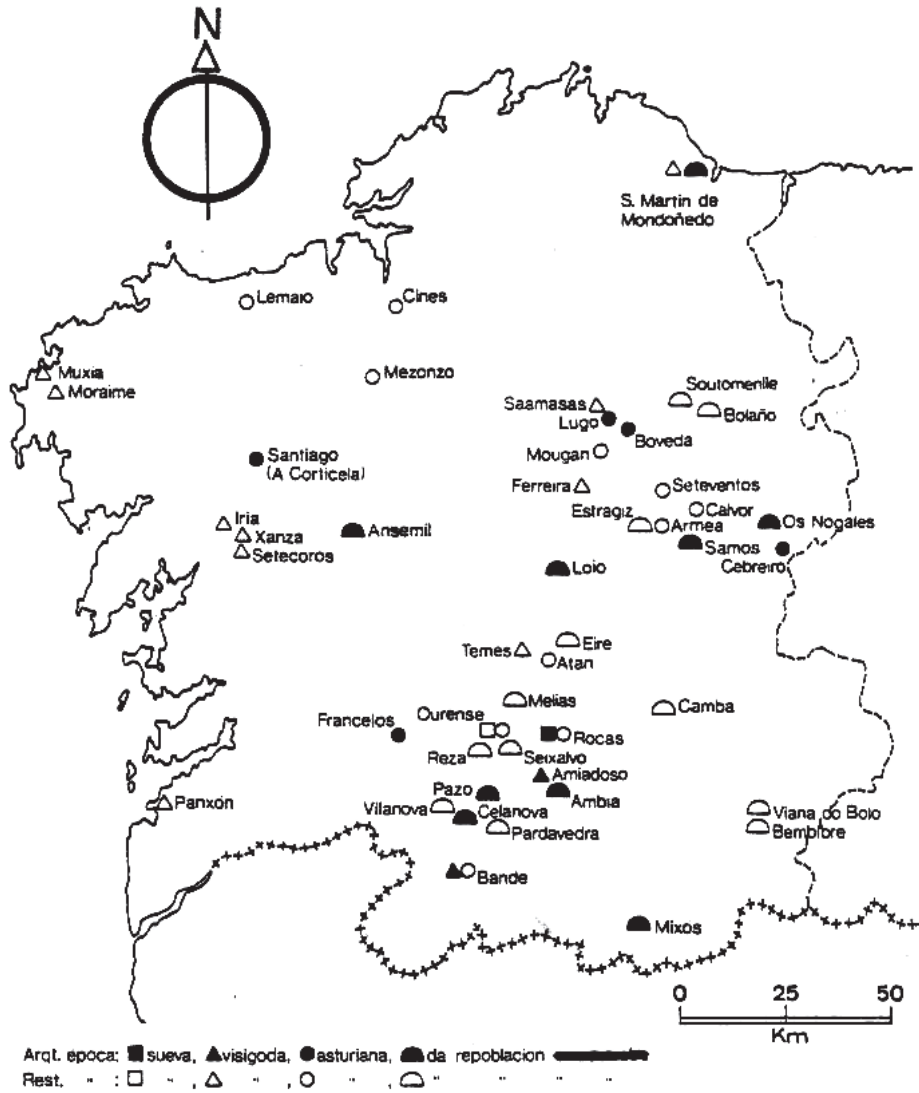 N
S. Martin de
Mondoñedo
Lemaio
Cines
Muxia
Moraime
Mezonzo
Soutomerille
Bolaño
Saamasas
Lugo
Boveda
Mougan
Santiago
(A Corticela)
Ferreira
Seteventos
Calvor
Estragiz
Armea
Os Nogales
Iria
Xanza
Setecoros
Ansemil
Samos
Cebreiro
Loio
Eire
Temes
Atan
Melias
Camba
Ourense
Francelos
Rocas
Reza
Seixalvo
Amiadoso
Pazo
Ambia
Panxón
Vilanova
Celanova
Pardavedra
Viana do Bolo
Bembibre
Bande
Mixos
0 25 50
Km
Arqt. epoca: sueva, visigoda, asturiana, da repoblacion
Rest. " : " , " , " , " " "